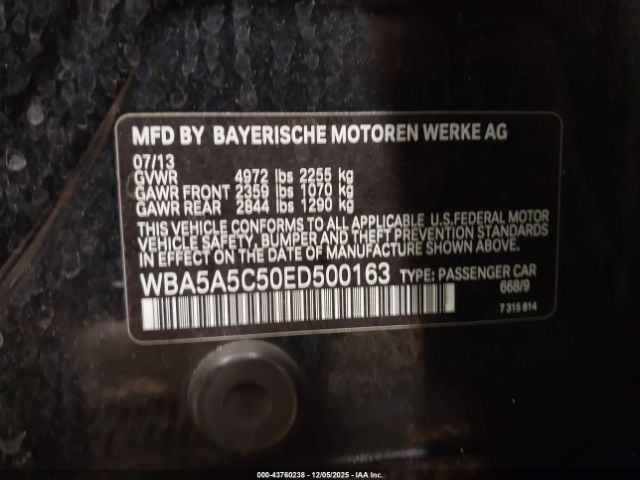 MFD BY BAYERISCHE MOTOREN WERKE AG
07/13
GVWR 4972 lbs 2255 kg
GAWR FRONT 2359 lbs 1070 kg
GAWR REAR 2844 lbs 1290 kg
THIS VEHICLE CONFORMS TO ALL APPLICABLE U.S.FEDERAL MOTOR
VEHICLE SAFETY, BUMPER AND THEFT PREVENTION STANDARDS
IN EFFECT ON THE DATE OF MANUFACTURE SHOWN ABOVE.
WBA5A5C50ED500163 TYPE: PASSENGER CAR
668/9
7 315 614
000-43760238 - 12/05/2025 - IAA Inc.